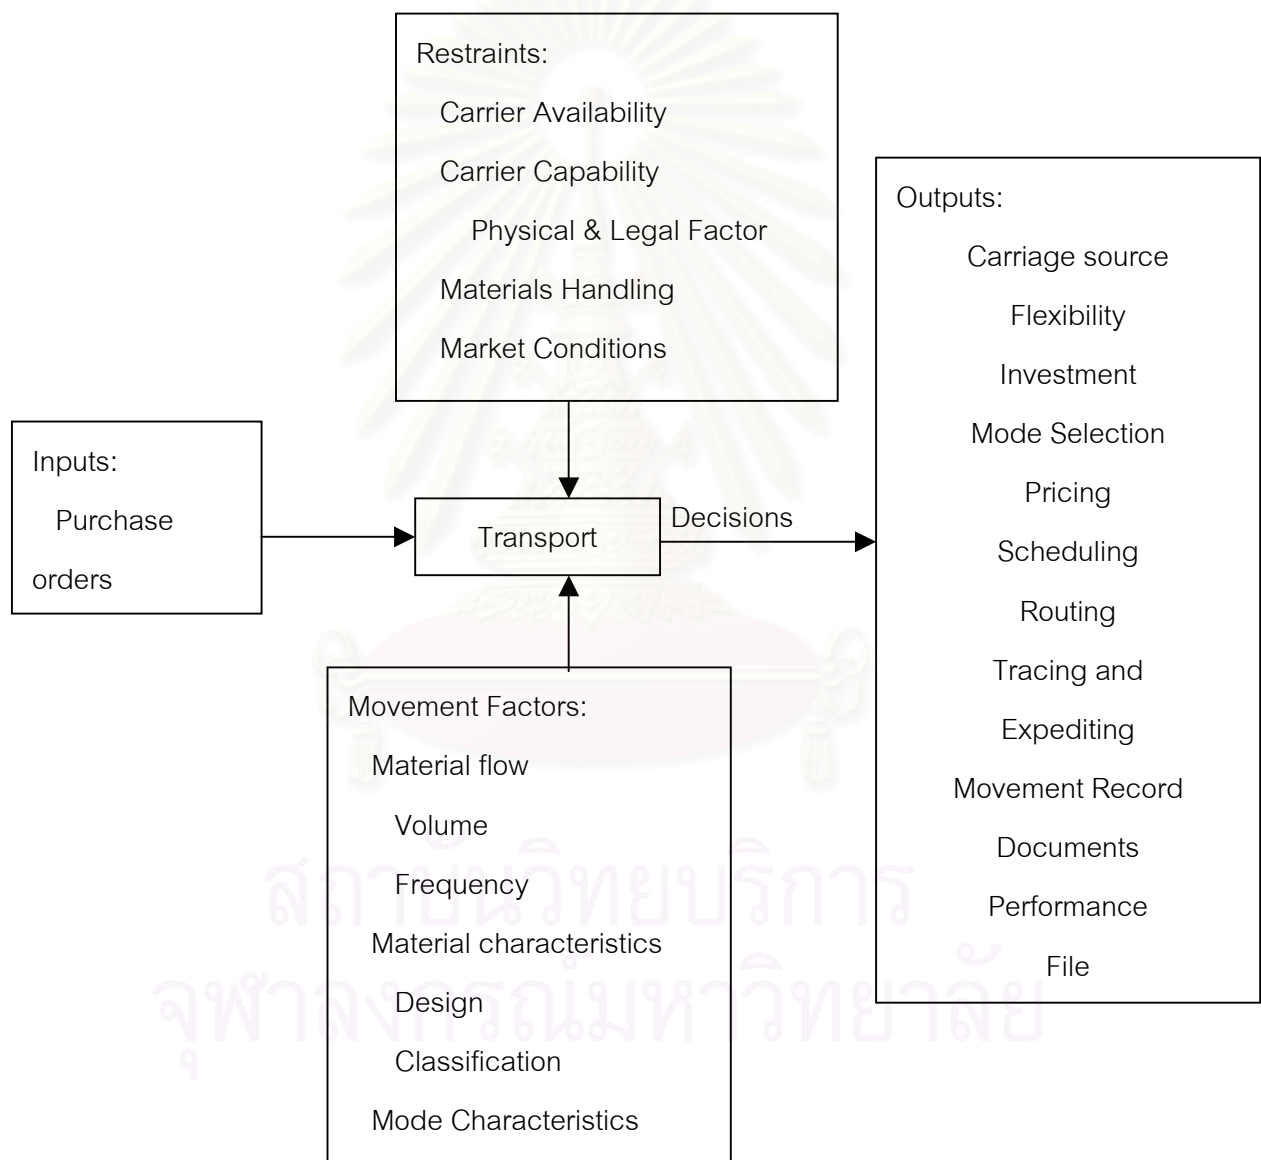 Restraints:
Carrier Availability
Carrier Capability
Physical & Legal Factor
Materials Handling
Market Conditions
Inputs:
Purchase
orders
Transport
Decisions
Outputs:
Carriage source
Flexibility
Investment
Mode Selection
Pricing
Scheduling
Routing
Tracing and
Expediting
Movement Record
Documents
Performance
File
Movement Factors:
Material flow
Volume
Frequency
Material characteristics
Design
Classification
Mode Characteristics
สถาบันวิทยบริการ
จุฬาลงกรณ์มหาวิทยาลัย